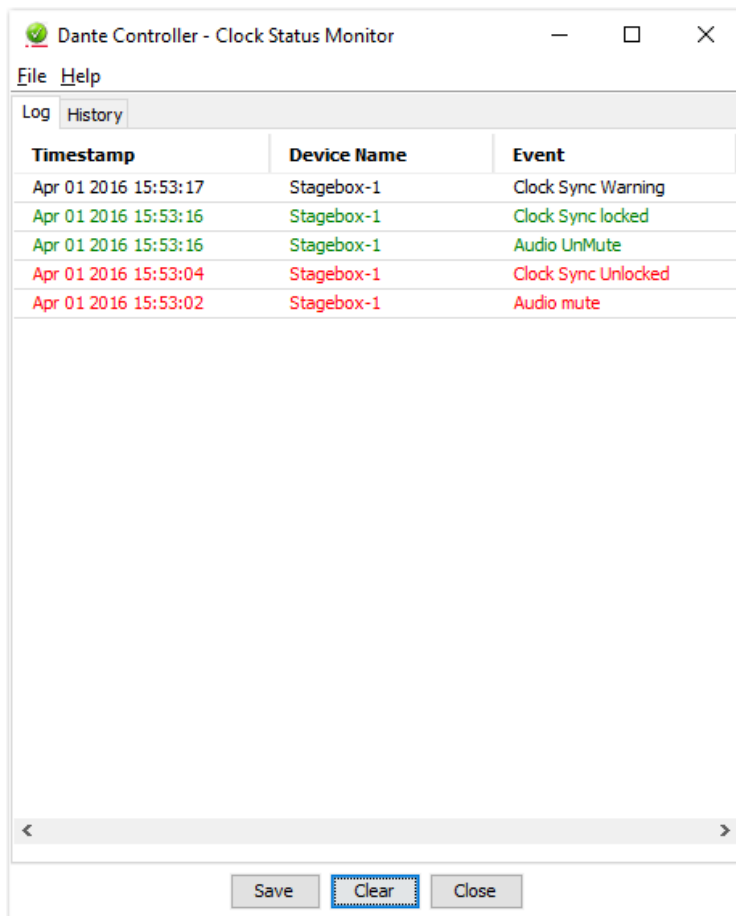 Dante Controller - Clock Status Monitor
File Help
Log History
Timestamp Device Name Event
Apr 01 2016 15:53:17 Stagebox-1 Clock Sync Warning
Apr 01 2016 15:53:16 Stagebox-1 Clock Sync locked
Apr 01 2016 15:53:16 Stagebox-1 Audio UnMute
Apr 01 2016 15:53:04 Stagebox-1 Clock Sync Unlocked
Apr 01 2016 15:53:02 Stagebox-1 Audio mute
Save Clear Close